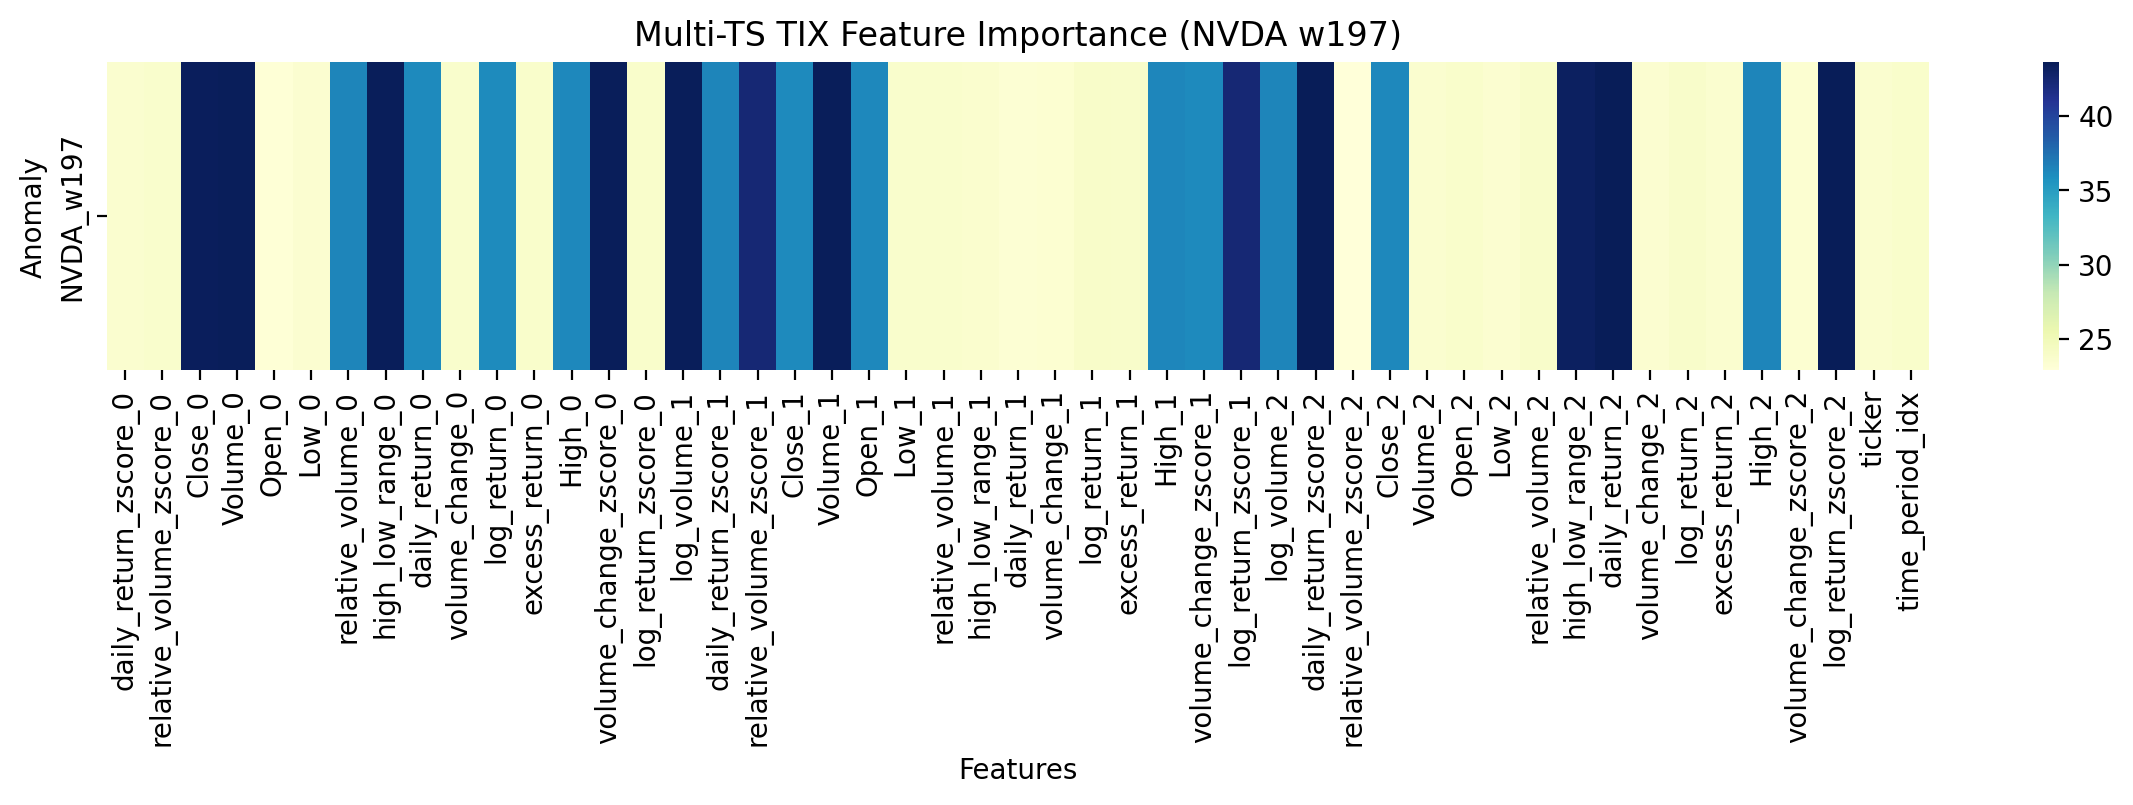 Multi-TS TIX Feature Importance (NVDA w197)
Anomaly
NVDA_w197
40
35
30
25
daily_return_zscore_0
relative_volume_zscore_0
Close_0
Volume_0
Open_0
Low_0
relative_volume_0
high_low_range_0
daily_return_0
volume_change_0
log_return_0
excess_return_0
High_0
volume_change_zscore_0
log_return_zscore_0
log_volume_1
daily_return_zscore_1
relative_volume_zscore_1
Close_1
Volume_1
Open_1
Low_1
relative_volume_1
high_low_range_1
daily_return_1
volume_change_1
log_return_1
excess_return_1
High_1
volume_change_zscore_1
log_return_zscore_1
log_volume_2
daily_return_zscore_2
relative_volume_zscore_2
Close_2
Volume_2
Open_2
Low_2
relative_volume_2
high_low_range_2
daily_return_2
volume_change_2
log_return_2
excess_return_2
High_2
volume_change_zscore_2
log_return_zscore_2
ticker
time_period_idx
Features